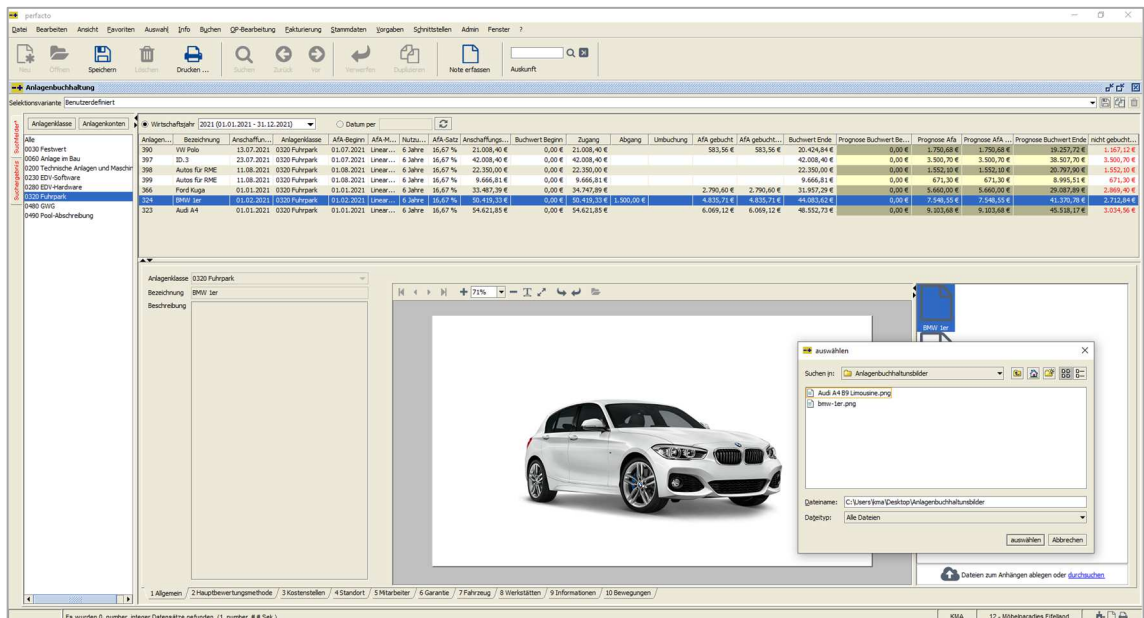 perfacto
Datei Bearbeiten Ansicht Favoriten Auswahl Info Buchen OP-Bearbeitung Fakturierung Stammdaten Vorgaben Schnittstellen Admin Fenster ?
Neu Öffnen Speichern Löschen Drucken ... Suchen Zurück Vor Verwerfen Duplizieren Note erfassen Auskunft
Anlagenbuchhaltung
Selektionsvariante Benutzerdefiniert
Suchfelder*
Suchergebnis
Anlagenklasse Anlagenkonten
Wirtschaftsjahr 2021 (01.01.2021 - 31.12.2021) Datum per
Alle
0030 Festwert
0060 Anlage im Bau
0200 Technische Anlagen und Maschin
0230 EDV-Software
0280 EDV-Hardware
0320 Fuhrpark
0480 GWG
0490 Pool-Abschreibung
Anlagen... Bezeichnung Anschaffun... Anlagenklasse AfA-Beginn AfA-M... Nutzu... AfA-Satz Anschaffungs... Buchwert Beginn Zugang Abgang Umbuchung AfA gebucht AfA gebucht... Buchwert Ende Prognose Buchwert Be... Prognose Afa Prognose AFA ... Prognose Buchwert Ende nicht gebucht...
390 VW Polo 13.07.2021 0320 Fuhrpark 01.07.2021 Linear... 6 Jahre 16,67 % 21.008,40 € 0,00 € 21.008,40 € 583,56 € 583,56 € 20.424,84 € 0,00 € 1.750,68 € 1.750,68 € 19.257,72 € 1.167,12 €
397 ID.3 23.07.2021 0320 Fuhrpark 01.07.2021 Linear... 6 Jahre 16,67 % 42.008,40 € 0,00 € 42.008,40 € 42.008,40 € 0,00 € 3.500,70 € 3.500,70 € 38.507,70 € 3.500,70 €
398 Autos für RME 11.08.2021 0320 Fuhrpark 01.08.2021 Linear... 6 Jahre 16,67 % 22.350,00 € 0,00 € 22.350,00 € 22.350,00 € 0,00 € 1.552,10 € 1.552,10 € 20.797,90 € 1.552,10 €
399 Autos für RME 11.08.2021 0320 Fuhrpark 01.08.2021 Linear... 6 Jahre 16,67 % 9.666,81 € 0,00 € 9.666,81 € 9.666,81 € 0,00 € 671,30 € 671,30 € 8.995,51 € 671,30 €
366 Ford Kuga 01.01.2021 0320 Fuhrpark 01.01.2021 Linear... 6 Jahre 16,67 % 33.487,39 € 0,00 € 34.747,89 € 2.790,60 € 2.790,60 € 31.957,29 € 0,00 € 5.660,00 € 5.660,00 € 29.087,89 € 2.869,40 €
324 BMW 1er 01.02.2021 0320 Fuhrpark 01.02.2021 Linear... 6 Jahre 16,67 % 50.419,33 € 0,00 € 50.419,33 € 1.500,00 € 4.835,71 € 4.835,71 € 44.083,62 € 0,00 € 7.548,55 € 7.548,55 € 41.370,78 € 2.712,84 €
323 Audi A4 01.01.2021 0320 Fuhrpark 01.01.2021 Linear... 6 Jahre 16,67 % 54.621,85 € 0,00 € 54.621,85 € 6.069,12 € 6.069,12 € 48.552,73 € 0,00 € 9.103,68 € 9.103,68 € 45.518,17 € 3.034,56 €
Anlagenklasse 0320 Fuhrpark
Bezeichnung BMW 1er
Beschreibung
71%
BMW 1er
auswählen
Suchen in: Anlagenbuchhaltunsbilder
Audi A4 B9 Limousine.png
bmw-1er.png
Dateiname: C:\Users\kma\Desktop\Anlagenbuchhaltunsbilder
Dateityp: Alle Dateien
auswählen Abbrechen
Dateien zum Anhängen ablegen oder durchsuchen
1 Allgemein 2 Hauptbewertungsmethode 3 Kostenstellen 4 Standort 5 Mitarbeiter 6 Garantie 7 Fahrzeug 8 Werkstätten 9 Informationen 10 Bewegungen
KMA 12 - Möbelparadies Eifelland